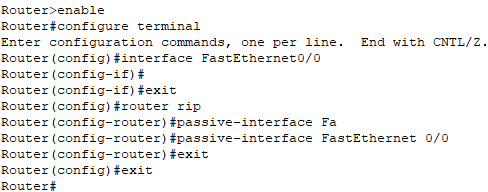 Router>enable
Router#configure terminal
Enter configuration commands, one per line.  End with CNTL/Z.
Router(config)#interface FastEthernet0/0
Router(config-if)#
Router(config-if)#exit
Router(config)#router rip
Router(config-router)#passive-interface Fa
Router(config-router)#passive-interface FastEthernet 0/0
Router(config-router)#exit
Router(config)#exit
Router#